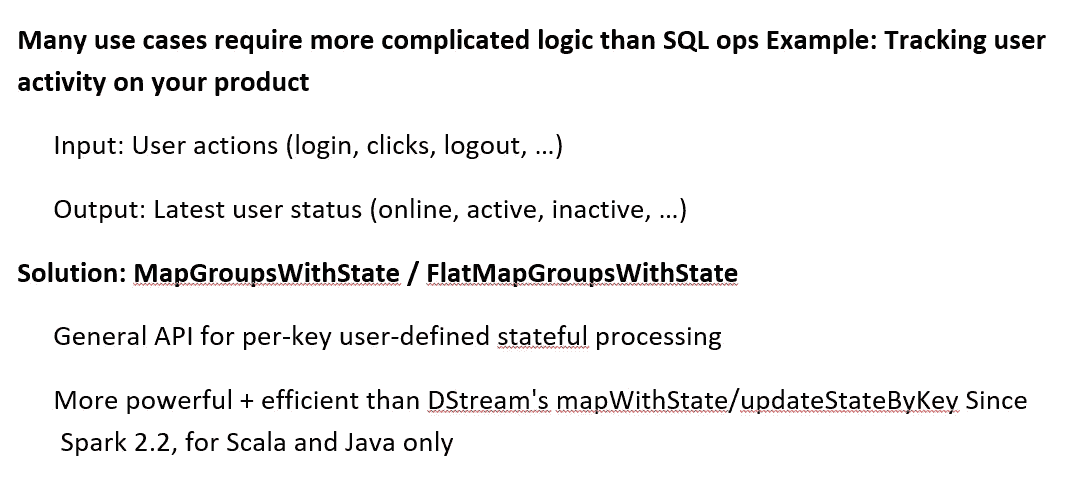 Many use cases require more complicated logic than SQL ops Example: Tracking user
activity on your product
Input: User actions (login, clicks, logout, ...)
Output: Latest user status (online, active, inactive, ...)
Solution: MapGroupsWithState / FlatMapGroupsWithState
General API for per-key user-defined stateful processing
More powerful + efficient than DStream's mapWithState/updateStateByKey Since
Spark 2.2, for Scala and Java only